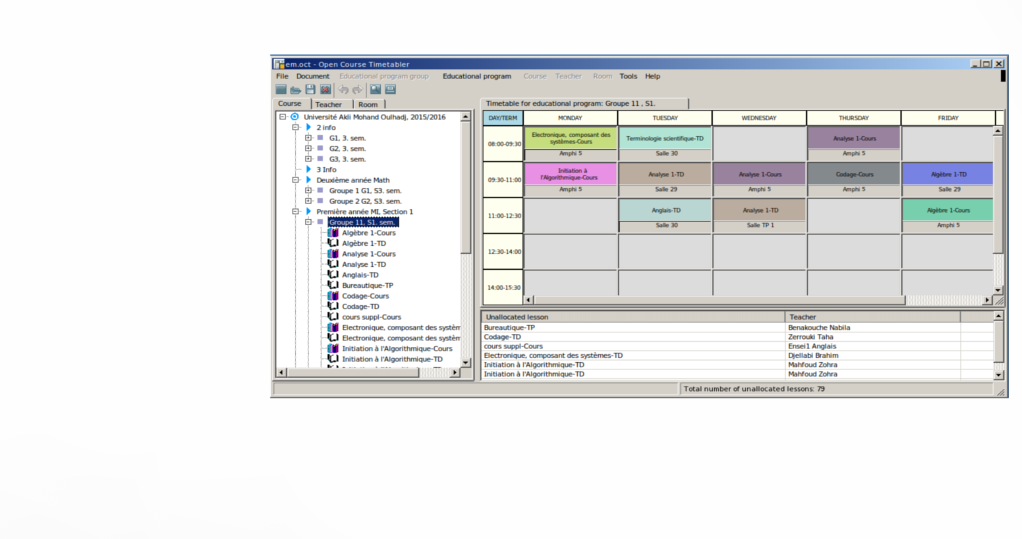 em.oct - Open Course Timetabler
File Document Educational program group Educational program Course Teacher Room Tools Help
Course Teacher Room
Université Akli Mohand Oulhadj, 2015/2016
2 info
G1, 3. sem.
G2, 3. sem.
G3, 3. sem.
3 Info
Deuxième année Math
Groupe 1 G1, S3. sem.
Groupe 2 G2, S3. sem.
Première année MI, Section 1
Groupe 11, S1. sem.
Algèbre 1-Cours
Algèbre 1-TD
Analyse 1-Cours
Analyse 1-TD
Anglais-TD
Bureautique-TP
Codage-Cours
Codage-TD
cours suppl-Cours
Electronique, composant des systèm
Electronique, composant des systèm
Initiation à l'Algorithmique-Cours
Initiation à l'Algorithmique-TD
Timetable for educational program: Groupe 11 , S1.
DAY/TERM MONDAY TUESDAY WEDNESDAY THURSDAY FRIDAY
08:00-09:30
Electronique, composant des
systèmes-Cours
Amphi 5
Terminologie scientifique-TD
Salle 30
Analyse 1-Cours
Amphi 5
09:30-11:00
Initiation à
l'Algorithmique-Cours
Amphi 5
Analyse 1-TD
Salle 29
Analyse 1-Cours
Amphi 5
Codage-Cours
Amphi 5
Algèbre 1-TD
Salle 29
11:00-12:30
Anglais-TD
Salle 30
Analyse 1-TD
Salle TP 1
Algèbre 1-Cours
Amphi 5
12:30-14:00
14:00-15:30
Unallocated lesson Teacher
Bureautique-TP Benakouche Nabila
Codage-TD Zerrouki Taha
cours suppl-Cours Ensei1 Anglais
Electronique, composant des systèmes-TD Djellabi Brahim
Initiation à l'Algorithmique-TD Mahfoud Zohra
Initiation à l'Algorithmique-TD Mahfoud Zohra
Total number of unallocated lessons: 79